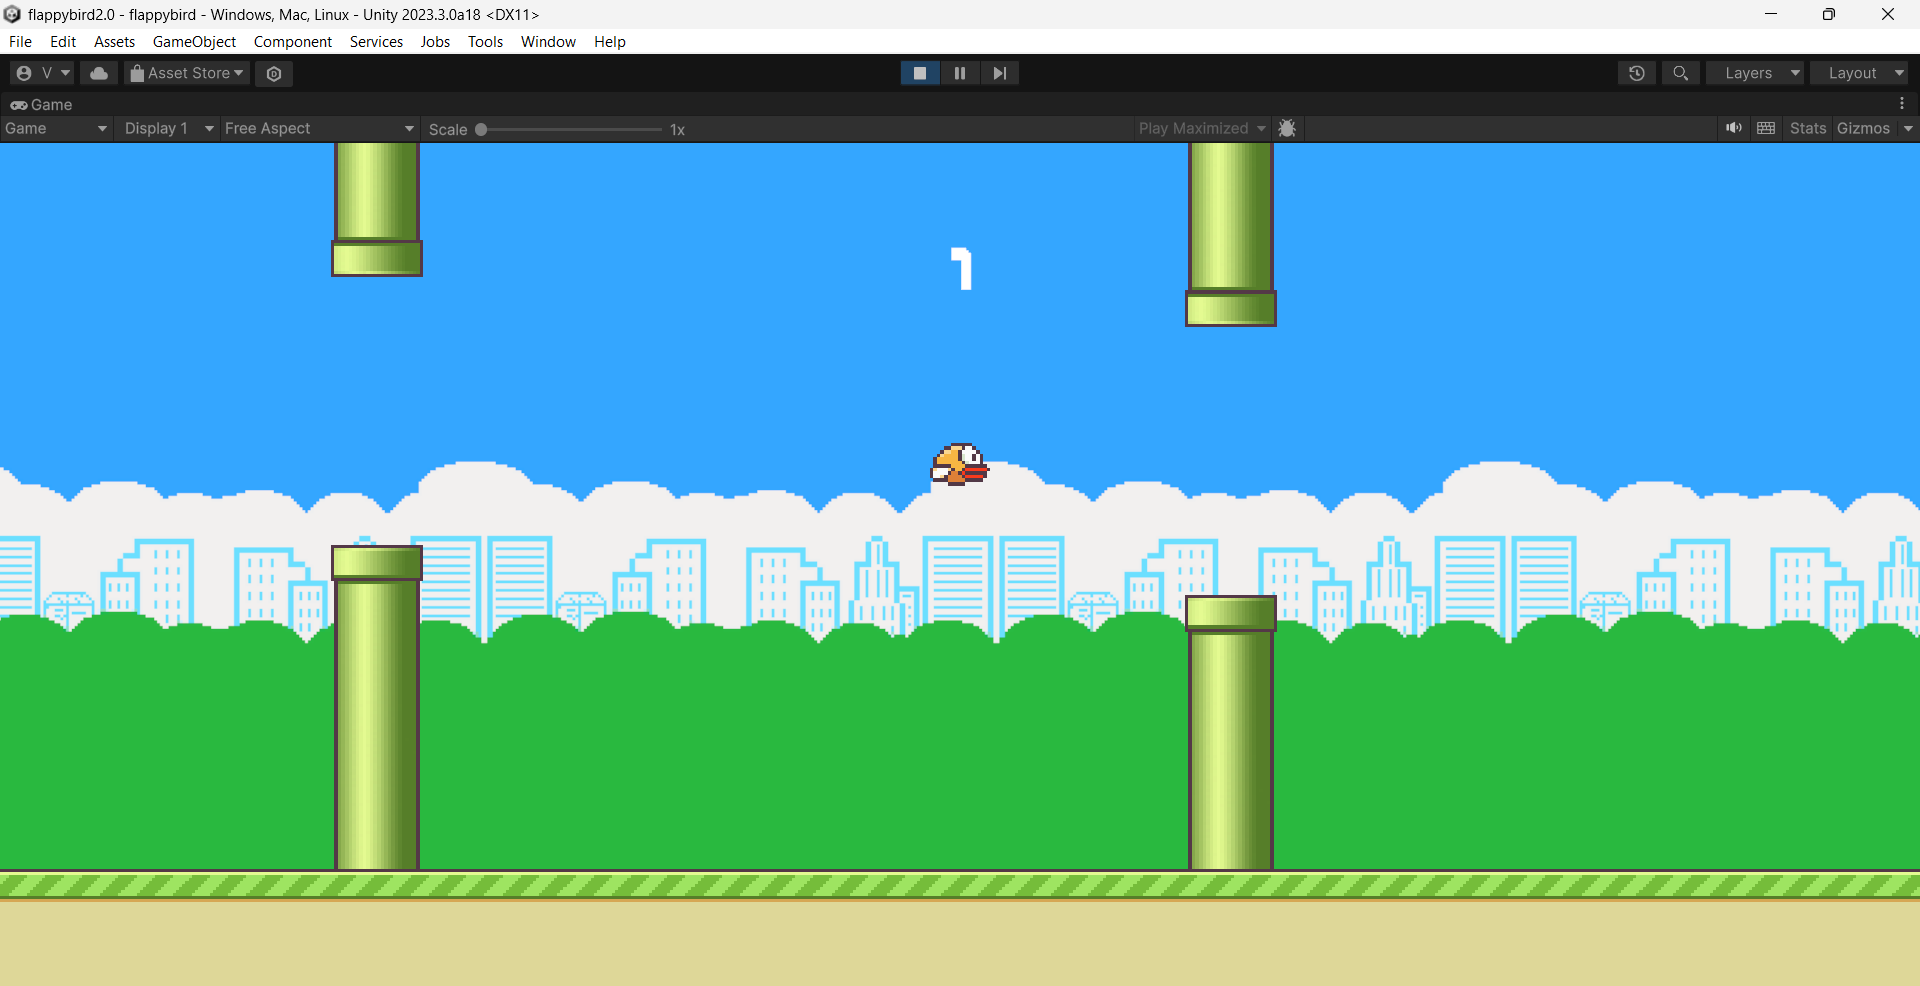 flappybird2.0 - flappybird - Windows, Mac, Linux - Unity 2023.3.0a18 <DX11>
File Edit Assets GameObject Component Services Jobs Tools Window Help
V Asset Store Layers Layout
Game
Game Display 1 Free Aspect Scale 1x Play Maximized Stats Gizmos
1